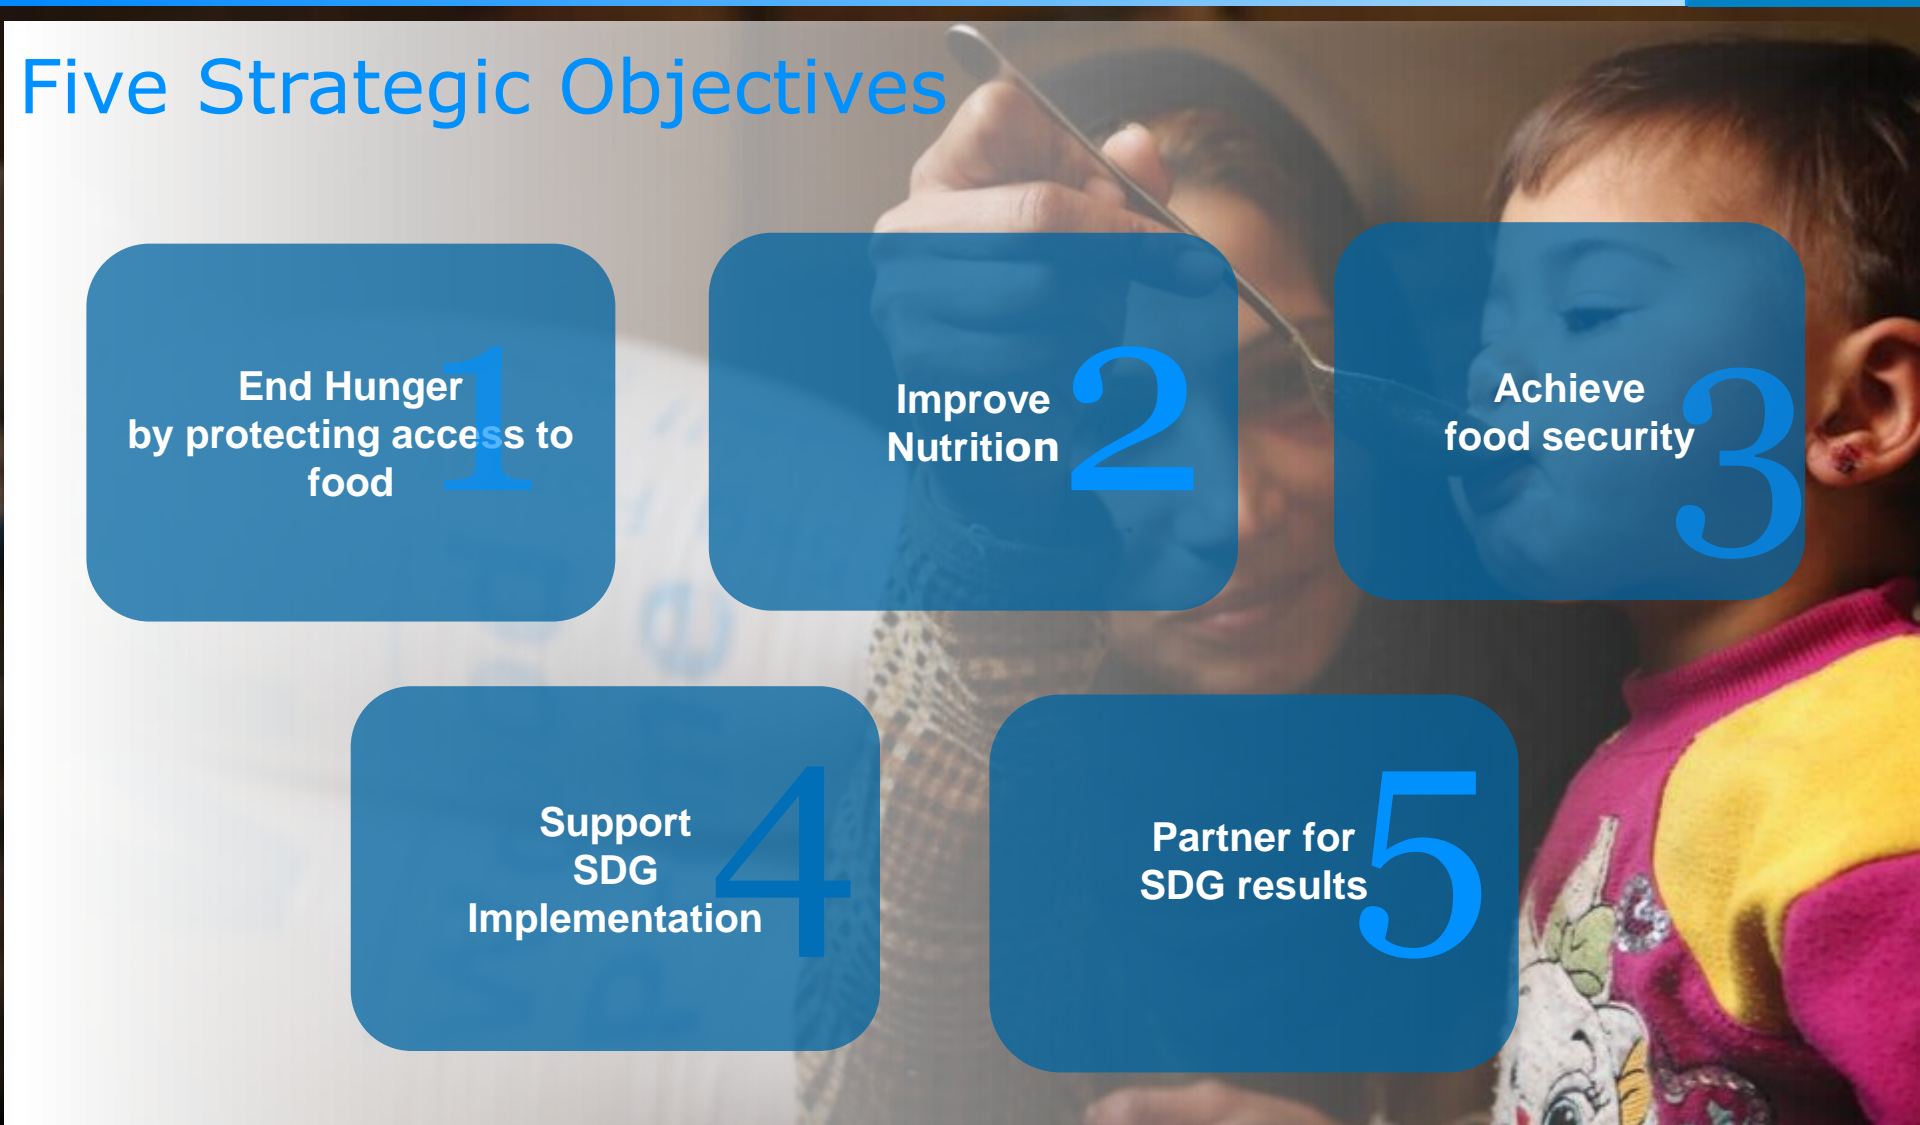 Five Strategic Objectives
End Hunger
by protecting access to
food
1
Improve
Nutrition
2
Achieve
food security
3
Support
SDG
Implementation
4
Partner for
SDG results
5